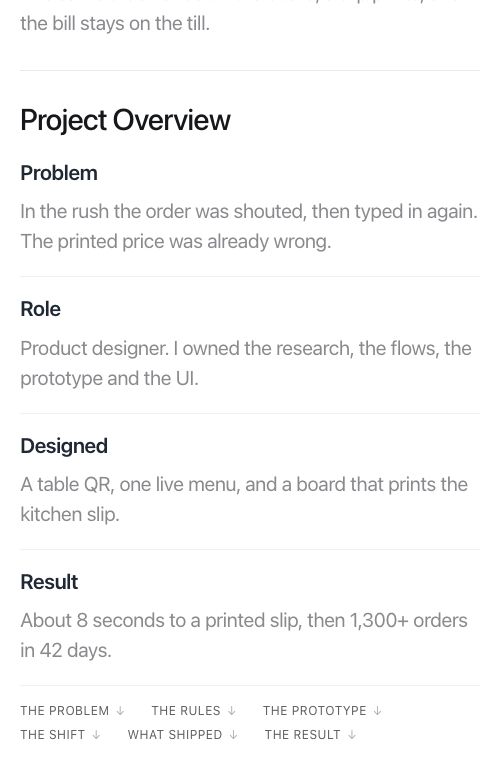 the bill stays on the till.
Project Overview
Problem
In the rush the order was shouted, then typed in again.
The printed price was already wrong.
Role
Product designer. I owned the research, the flows, the
prototype and the UI.
Designed
A table QR, one live menu, and a board that prints the
kitchen slip.
Result
About 8 seconds to a printed slip, then 1,300+ orders
in 42 days.
THE PROBLEM ↓ THE RULES ↓ THE PROTOTYPE ↓
THE SHIFT ↓ WHAT SHIPPED ↓ THE RESULT ↓